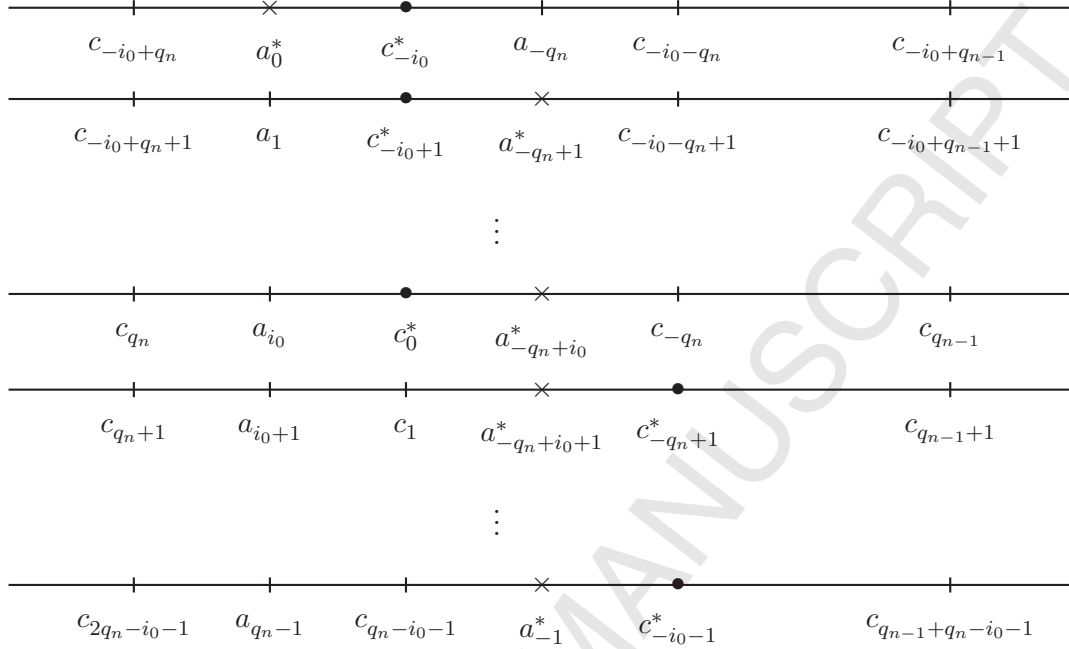 c_{-i_0+q_n} a_0^* c_{-i_0}^* a_{-q_n} c_{-i_0-q_n} c_{-i_0+q_{n-1}}
c_{-i_0+q_n+1} a_1 c_{-i_0+1}^* a_{-q_n+1}^* c_{-i_0-q_n+1} c_{-i_0+q_{n-1}+1}
⋮
c_{q_n} a_{i_0} c_0^* a_{-q_n+i_0}^* c_{-q_n} c_{q_{n-1}}
c_{q_n+1} a_{i_0+1} c_1 a_{-q_n+i_0+1}^* c_{-q_n+1}^* c_{q_{n-1}+1}
⋮
c_{2q_n-i_0-1} a_{q_n-1} c_{q_n-i_0-1} a_{-1}^* c_{-i_0-1}^* c_{q_{n-1}+q_n-i_0-1}
MANUSCRIPT